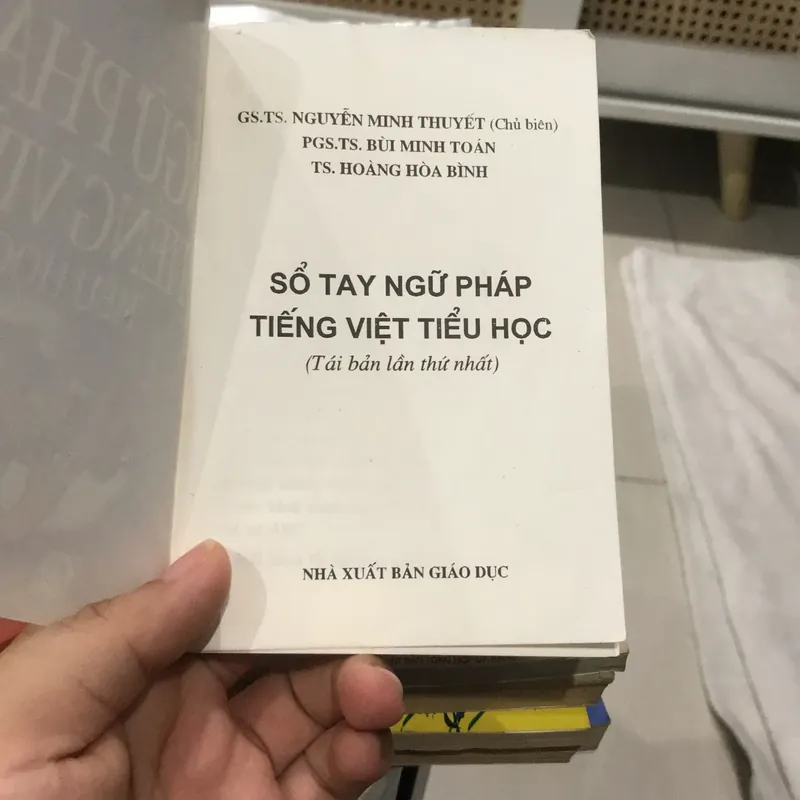 GS.TS. NGUYỄN MINH THUYẾT (Chủ biên)
PGS.TS. BÙI MINH TOÁN
TS. HOÀNG HÒA BÌNH
SỔ TAY NGỮ PHÁP
TIẾNG VIỆT TIỂU HỌC
(Tái bản lần thứ nhất)
NHÀ XUẤT BẢN GIÁO DỤC